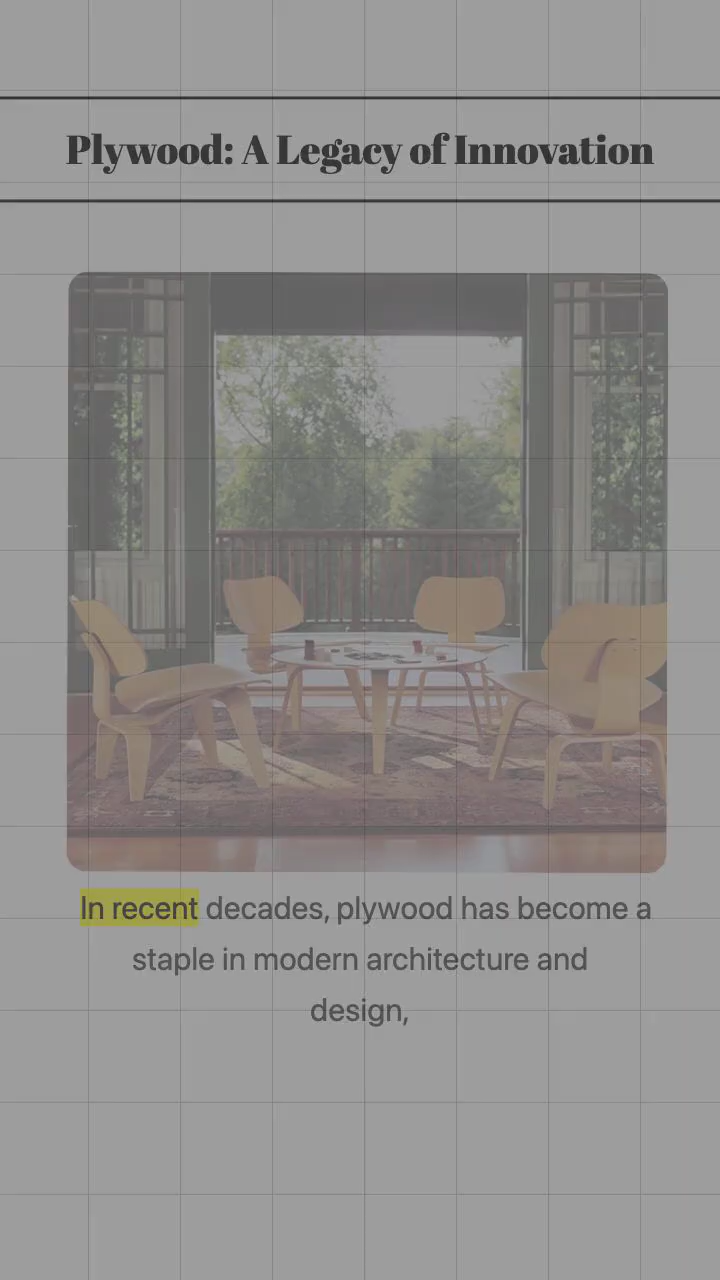 Plywood: A Legacy of Innovation
In recent decades, plywood has become a
staple in modern architecture and
design,